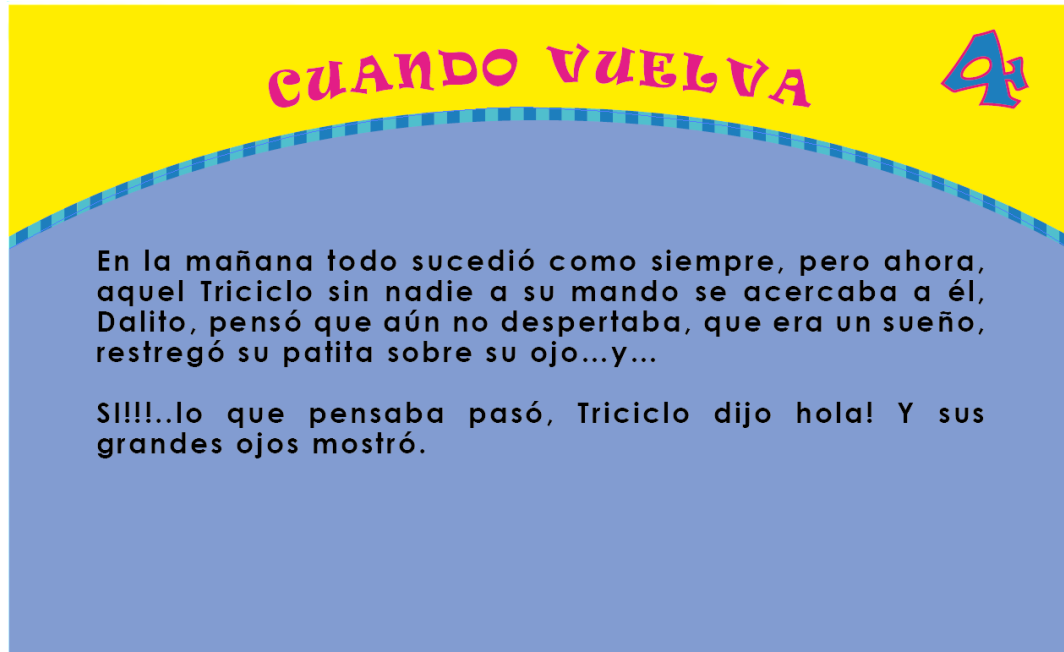 CUANDO VUELVA
4
En la mañana todo sucedió como siempre, pero ahora,
aquel Triciclo sin nadie a su mando se acercaba a él,
Dalito, pensó que aún no despertaba, que era un sueño,
restregó su patita sobre su ojo...y...
SI!!!..lo que pensaba pasó, Triciclo dijo hola! Y sus
grandes ojos mostró.